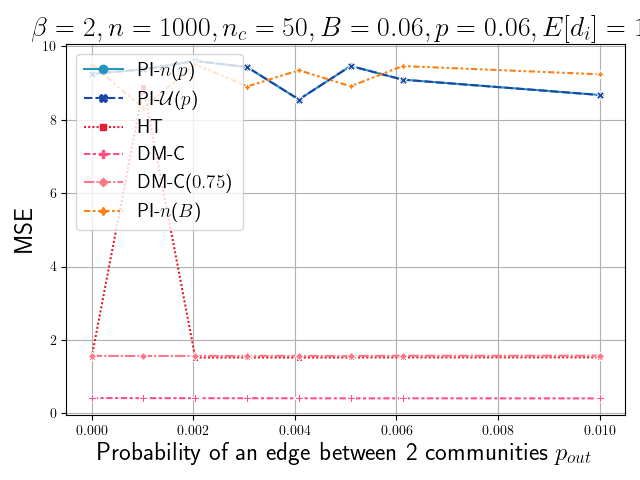 β = 2, n = 1000, n_c = 50, B = 0.06, p = 0.06, E[d_i] = 1
PI-n(p)
PI-𝒰(p)
HT
DM-C
DM-C(0.75)
PI-n(B)
MSE
10
8
6
4
2
0
0.000 0.002 0.004 0.006 0.008 0.010
Probability of an edge between 2 communities p_{out}